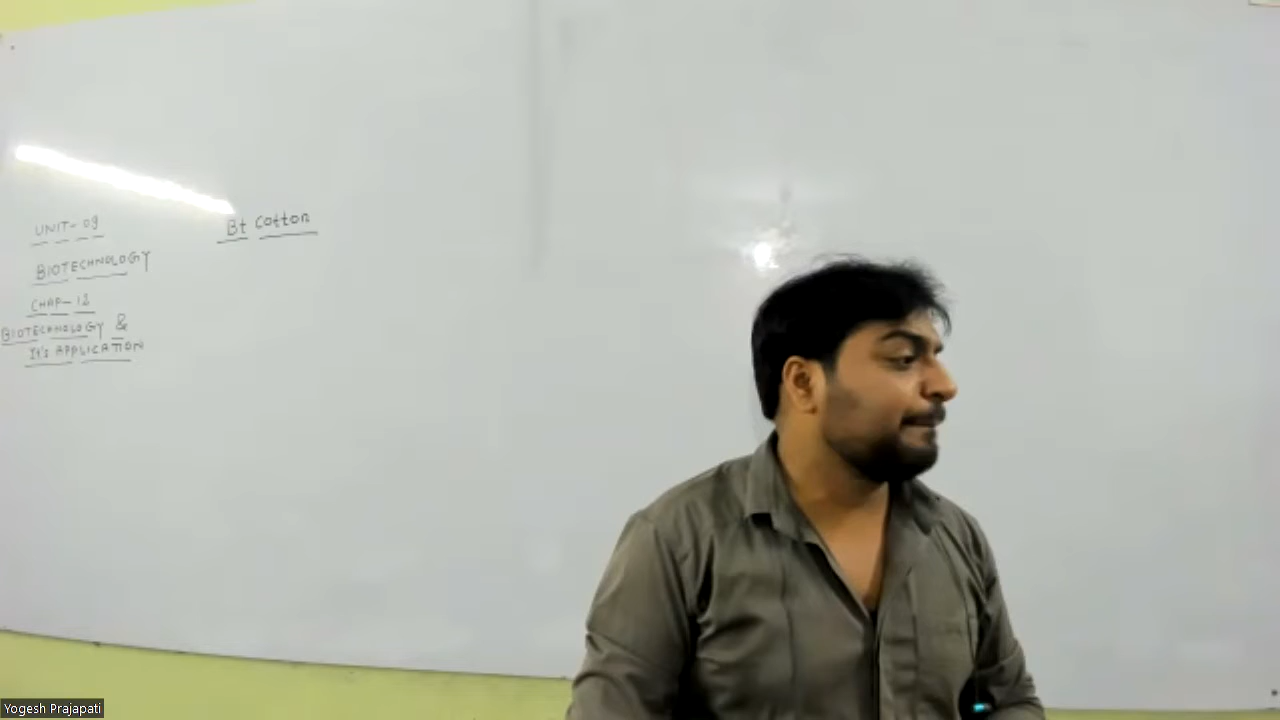 UNIT-09
BIOTECHNOLOGY
CHAP-12
BIOTECHNOLOGY &
It's APPLICATION
Bt Cotton
Yogesh Prajapati